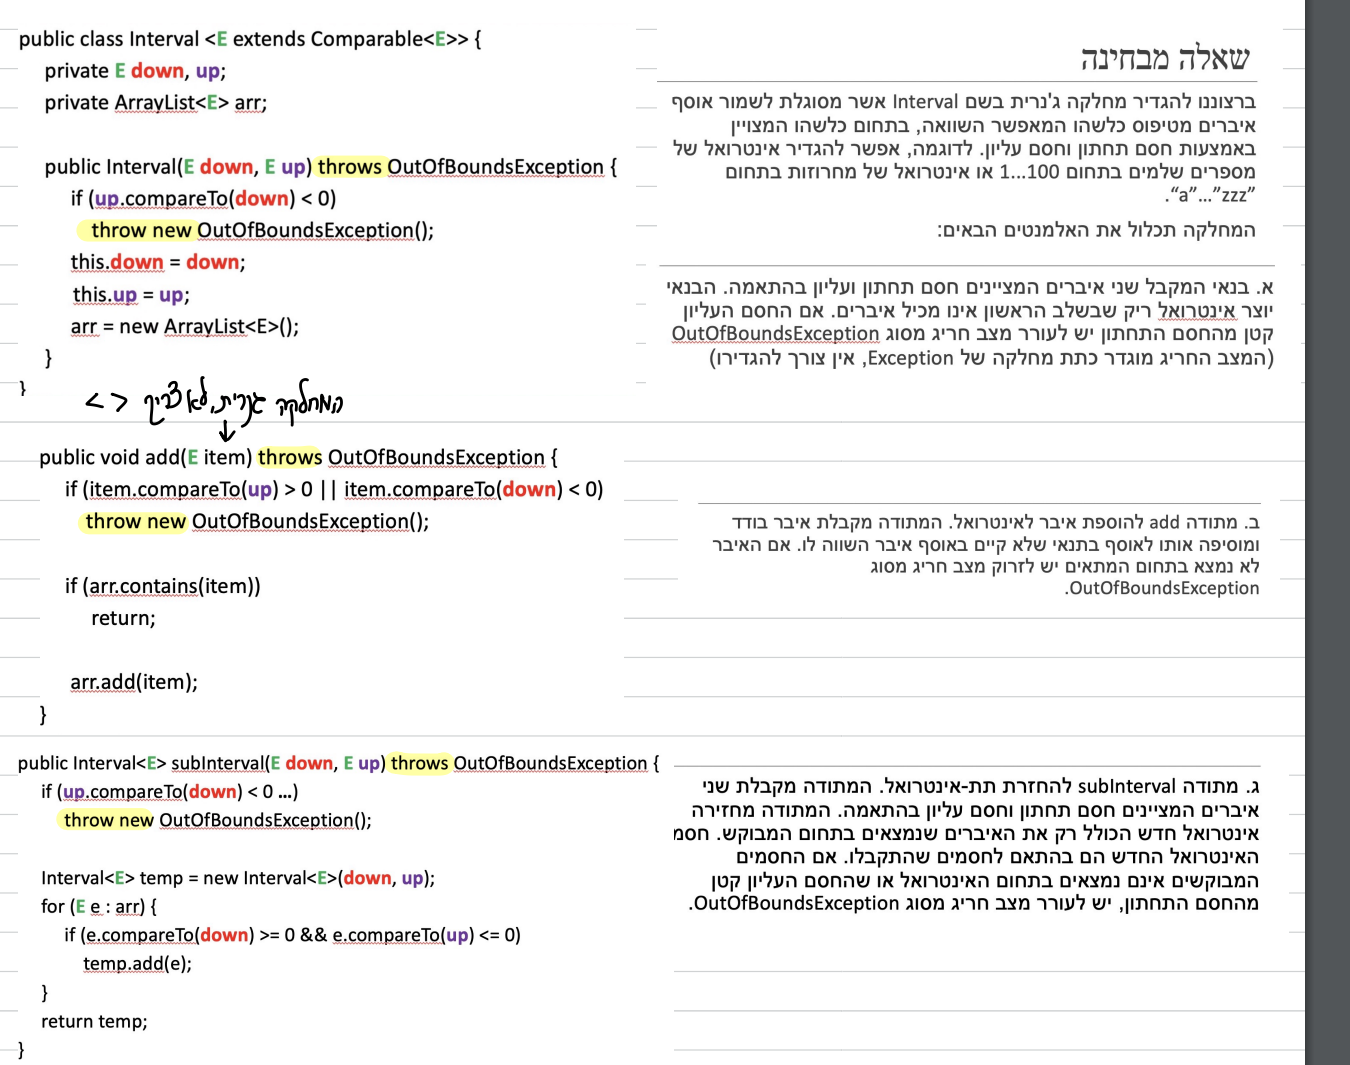 public class Interval <E extends Comparable<E>> {
private E down, up;
private ArrayList<E> arr;
public Interval(E down, E up) throws OutOfBoundsException {
if (up.compareTo(down) < 0)
throw new OutOfBoundsException();
this.down = down;
this.up = up;
arr = new ArrayList<E>();
}
}
שאלה מבחינה
ברצוננו להגדיר מחלקה ג'נרית בשם Interval אשר מסוגלת לשמור אוסף
איברים מטיפוס כלשהו המאפשר השוואה, בתחום כלשהו המצויין
באמצעות חסם תחתון וחסם עליון. לדוגמה, אפשר להגדיר אינטרואל של
מספרים שלמים בתחום 1...100 או אינטרואל של מחרוזות בתחום
"a"..."zzz".
המחלקה תכלול את האלמנטים הבאים:
א. בנאי המקבל שני איברים המציינים חסם תחתון ועליון בהתאמה. הבנאי
יוצר אינטרואל ריק שבשלב הראשון אינו מכיל איברים. אם החסם העליון
קטן מהחסם התחתון יש לעורר מצב חריג מסוג OutOfBoundsException
(המצב החריג מוגדר כתת מחלקה של Exception, אין צורך להגדירו)
המחלקה גנרית, לא צריך < >
public void add(E item) throws OutOfBoundsException {
if (item.compareTo(up) > 0 || item.compareTo(down) < 0)
throw new OutOfBoundsException();
if (arr.contains(item))
return;
arr.add(item);
}
ב. מתודה add להוספת איבר לאינטרואל. המתודה מקבלת איבר בודד
ומוסיפה אותו לאוסף בתנאי שלא קיים באוסף איבר השווה לו. אם האיבר
לא נמצא בתחום המתאים יש לזרוק מצב חריג מסוג
OutOfBoundsException.
public Interval<E> subInterval(E down, E up) throws OutOfBoundsException {
if (up.compareTo(down) < 0 ...)
throw new OutOfBoundsException();
Interval<E> temp = new Interval<E>(down, up);
for (E e : arr) {
if (e.compareTo(down) >= 0 && e.compareTo(up) <= 0)
temp.add(e);
}
return temp;
}
ג. מתודה subInterval להחזרת תת-אינטרואל. המתודה מקבלת שני
איברים המציינים חסם תחתון וחסם עליון בהתאמה. המתודה מחזירה
אינטרואל חדש הכולל רק את האיברים שנמצאים בתחום המבוקש. חסמ
האינטרואל החדש הם בהתאם לחסמים שהתקבלו. אם החסמים
המבוקשים אינם נמצאים בתחום האינטרואל או שהחסם העליון קטן
מהחסם התחתון, יש לעורר מצב חריג מסוג OutOfBoundsException.